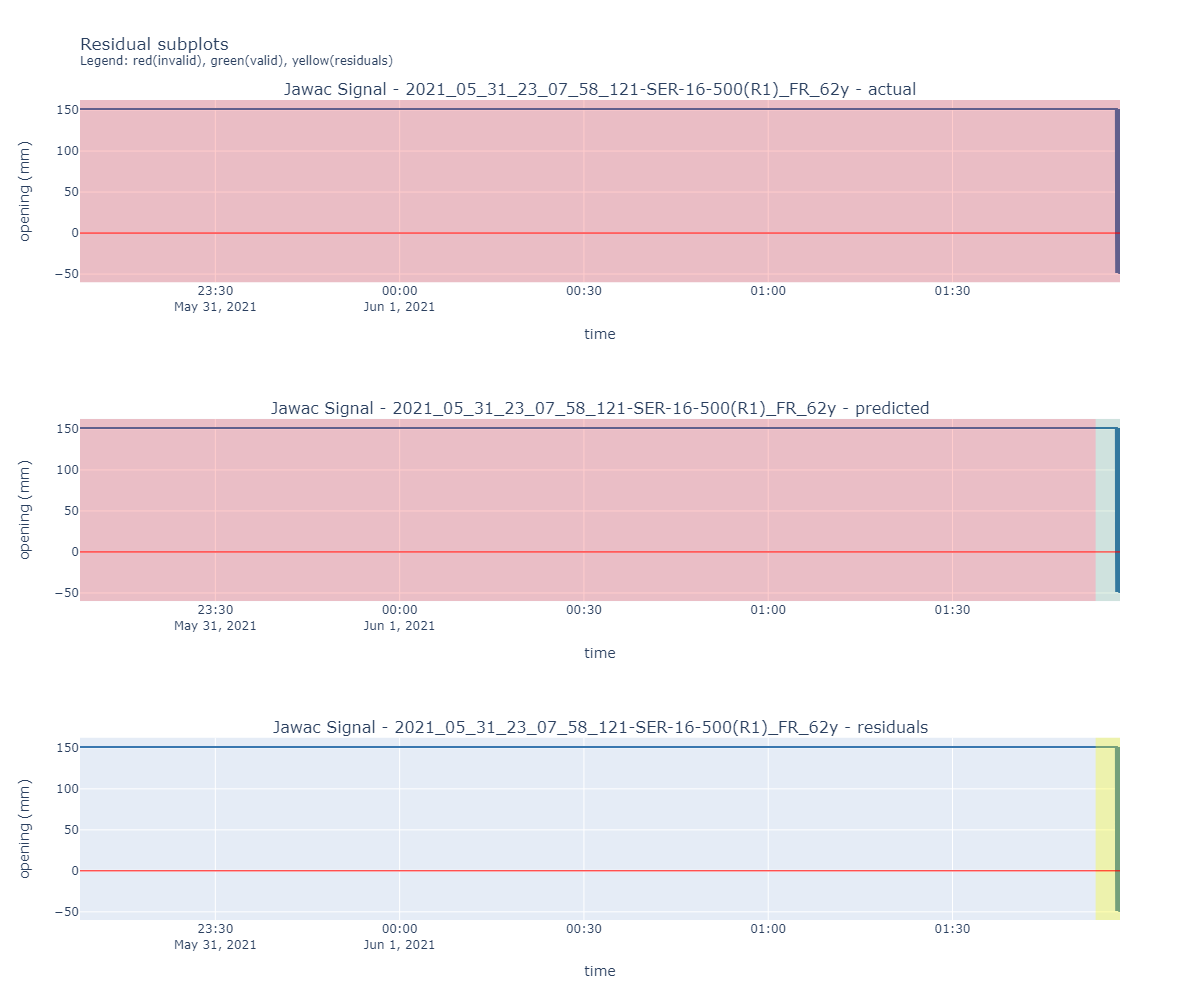 Residual subplots
Legend: red(invalid), green(valid), yellow(residuals)
Jawac Signal - 2021_05_31_23_07_58_121-SER-16-500(R1)_FR_62y - actual
150
100
50
0
−50
opening (mm)
23:30 00:00 00:30 01:00 01:30
May 31, 2021 Jun 1, 2021
time
Jawac Signal - 2021_05_31_23_07_58_121-SER-16-500(R1)_FR_62y - predicted
150
100
50
0
−50
opening (mm)
23:30 00:00 00:30 01:00 01:30
May 31, 2021 Jun 1, 2021
time
Jawac Signal - 2021_05_31_23_07_58_121-SER-16-500(R1)_FR_62y - residuals
150
100
50
0
−50
opening (mm)
23:30 00:00 00:30 01:00 01:30
May 31, 2021 Jun 1, 2021
time